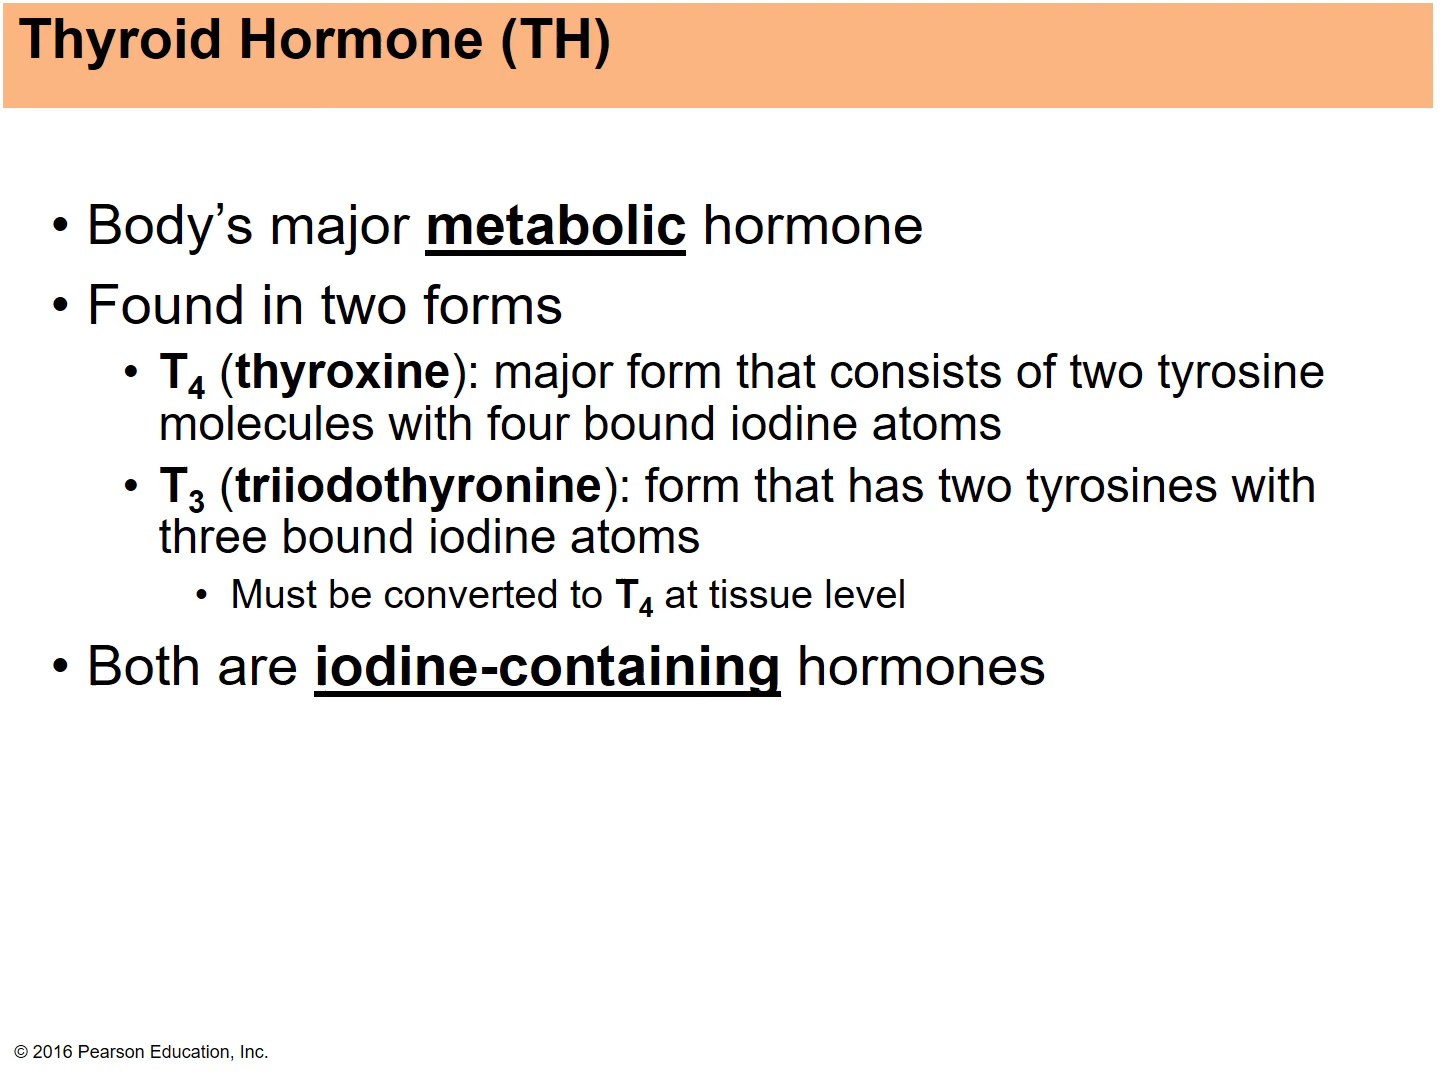 Thyroid Hormone (TH)
• Body’s major metabolic hormone
• Found in two forms
• T₄ (thyroxine): major form that consists of two tyrosine
molecules with four bound iodine atoms
• T₃ (triiodothyronine): form that has two tyrosines with
three bound iodine atoms
• Must be converted to T₄ at tissue level
• Both are iodine-containing hormones
© 2016 Pearson Education, Inc.